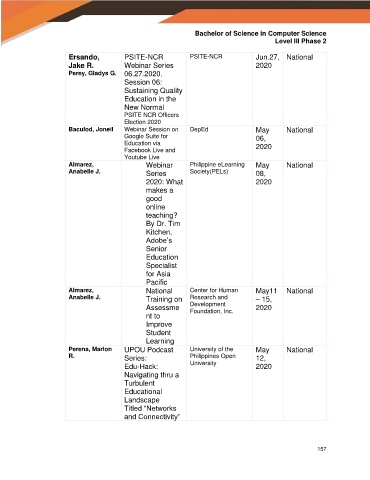 Bachelor of Science in Computer Science
Level III Phase 2
Ersando, Jake R.
Perey, Gladys G.
PSITE-NCR
Webinar Series
06.27.2020.
Session 06:
Sustaining Quality
Education in the
New Normal
PSITE NCR Officers
Election 2020
PSITE-NCR
Jun.27,
2020
National
Baculod, Joneil
Webinar Session on
Google Suite for
Education via
Facebook Live and
Youtube Live
DepEd
May
06,
2020
National
Almarez,
Anabelle J.
Webinar
Series
2020: What
makes a
good
online
teaching?
By Dr. Tim
Kitchen,
Adobe's
Senior
Education
Specialist
for Asia
Pacific
Philippine eLearning
Society(PELs)
May
08,
2020
National
Almarez,
Anabelle J.
National
Training on
Assessme
nt to
Improve
Student
Learning
Center for Human
Research and
Development
Foundation, Inc.
May11
– 15,
2020
National
Perena, Marlon
R.
UPOU Podcast
Series:
Edu-Hack:
Navigating thru a
Turbulent
Educational
Landscape
Titled "Networks
and Connectivity"
University of the
Philippines Open
University
May
12,
2020
National
157